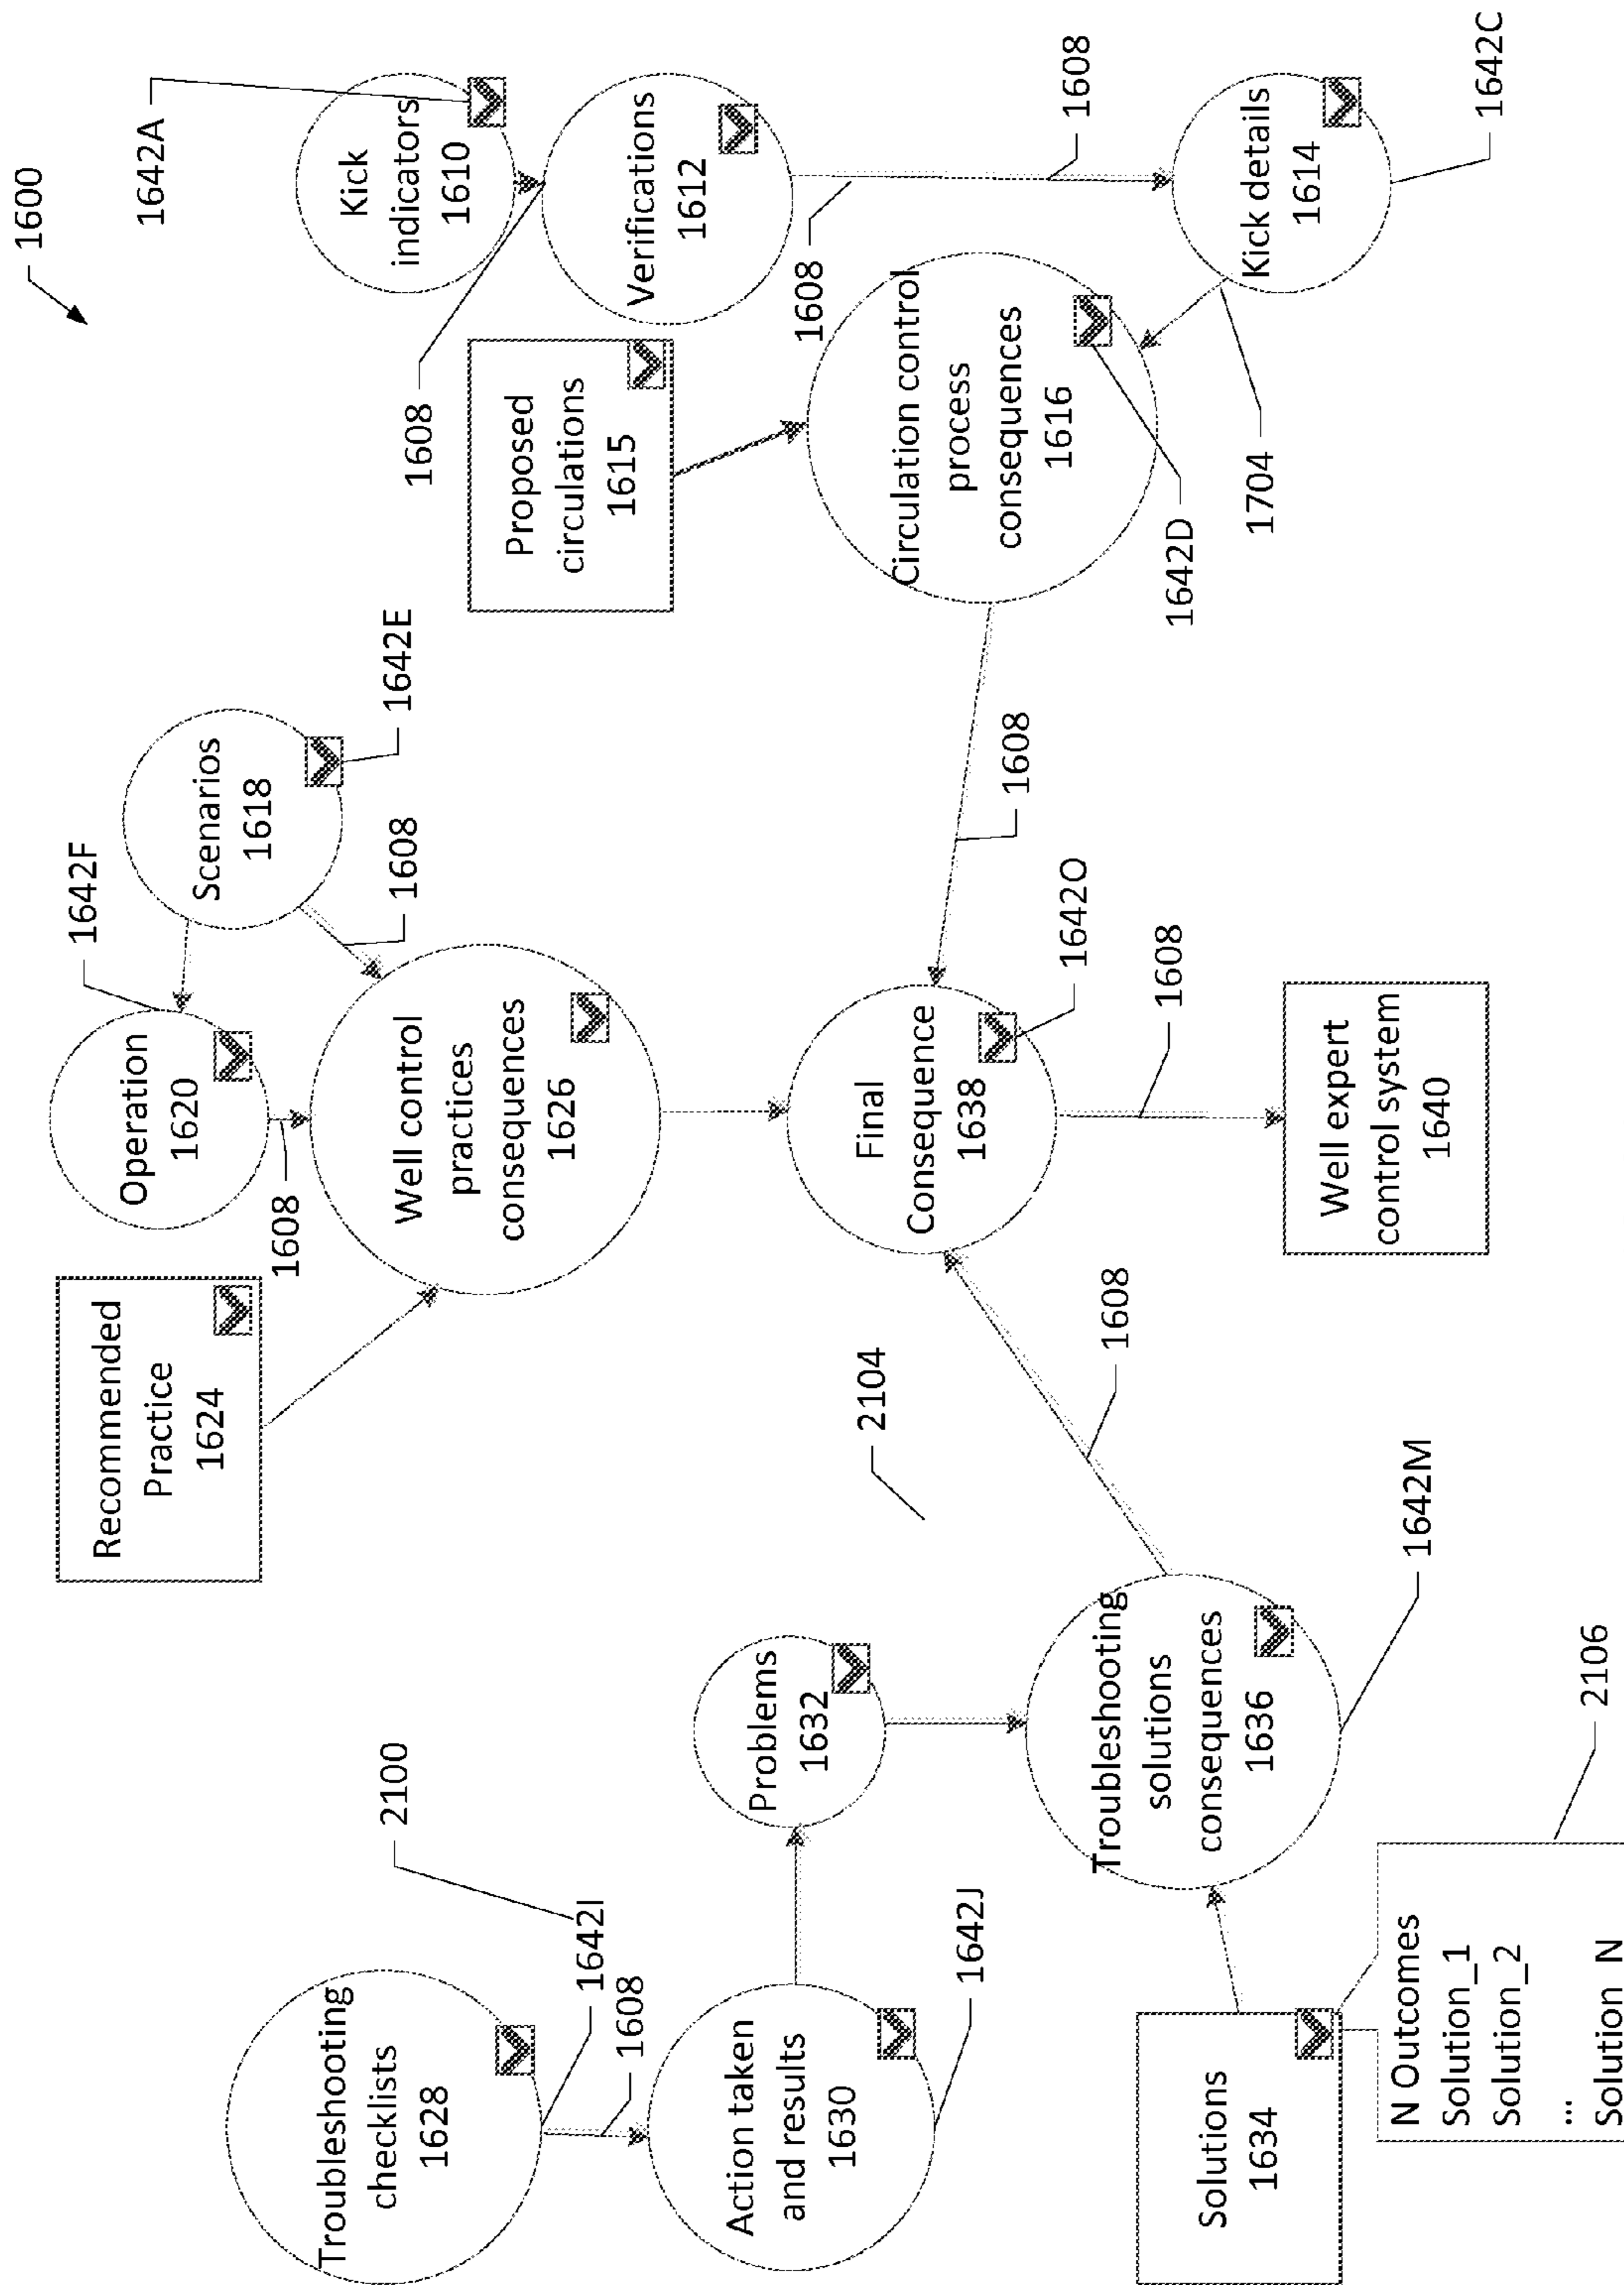 1600
1642A
Kick
indicators
1610
1608
Verifications
1612
1608
1608
Kick details
1614
1642C
1704
Proposed
circulations
1615
Circulation control
process
consequences
1616
1642D
1608
Scenarios
1618
1642E
1608
1642F
Operation
1620
1608
Recommended
Practice
1624
Well control
practices
consequences
1626
Final
Consequence
1638
1642O
1608
Well expert
control system
1640
1608
2104
2100
Troubleshooting
checklists
1628
1642I
1608
Action taken
and results
1630
1642J
Problems
1632
Troubleshooting
solutions
consequences
1636
1642M
Solutions
1634
2106
N Outcomes
Solution_1
Solution_2
...
Solution_N